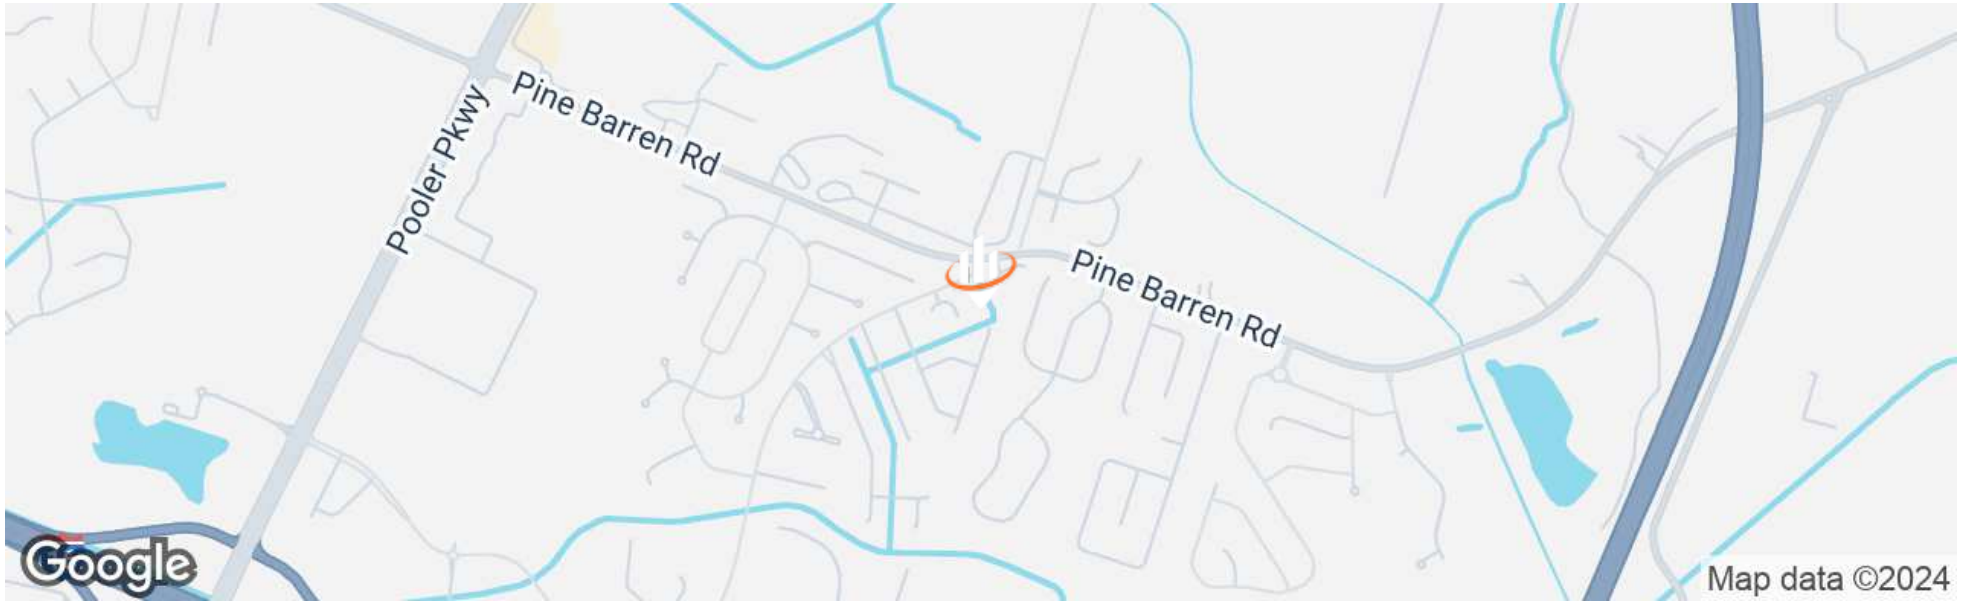 Pine Barren Rd
Pooler Pkwy
Pine Barren Rd
Google
Map data ©2024